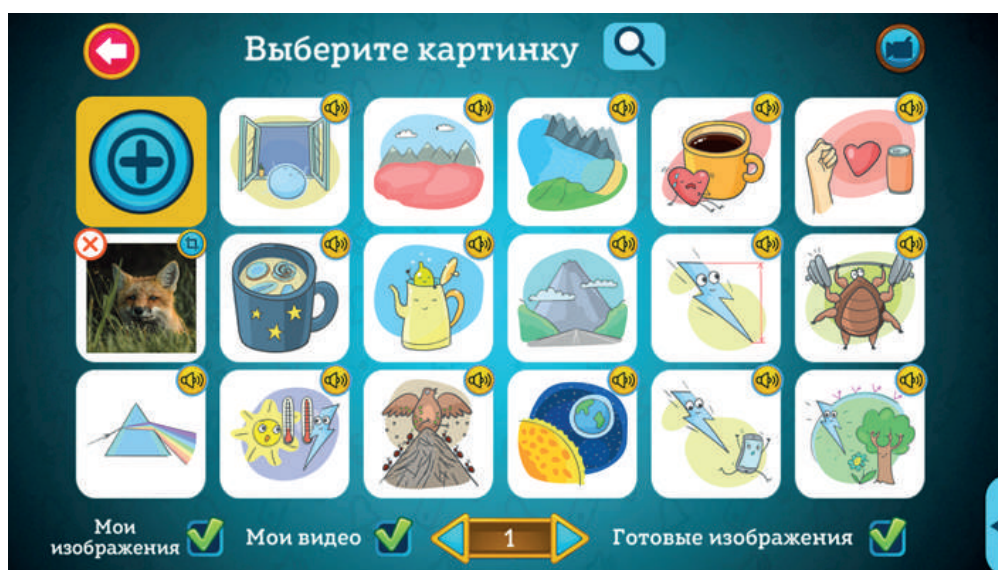 Выберите картинку
Мои
изображения
Мои видео
1
Готовые изображения